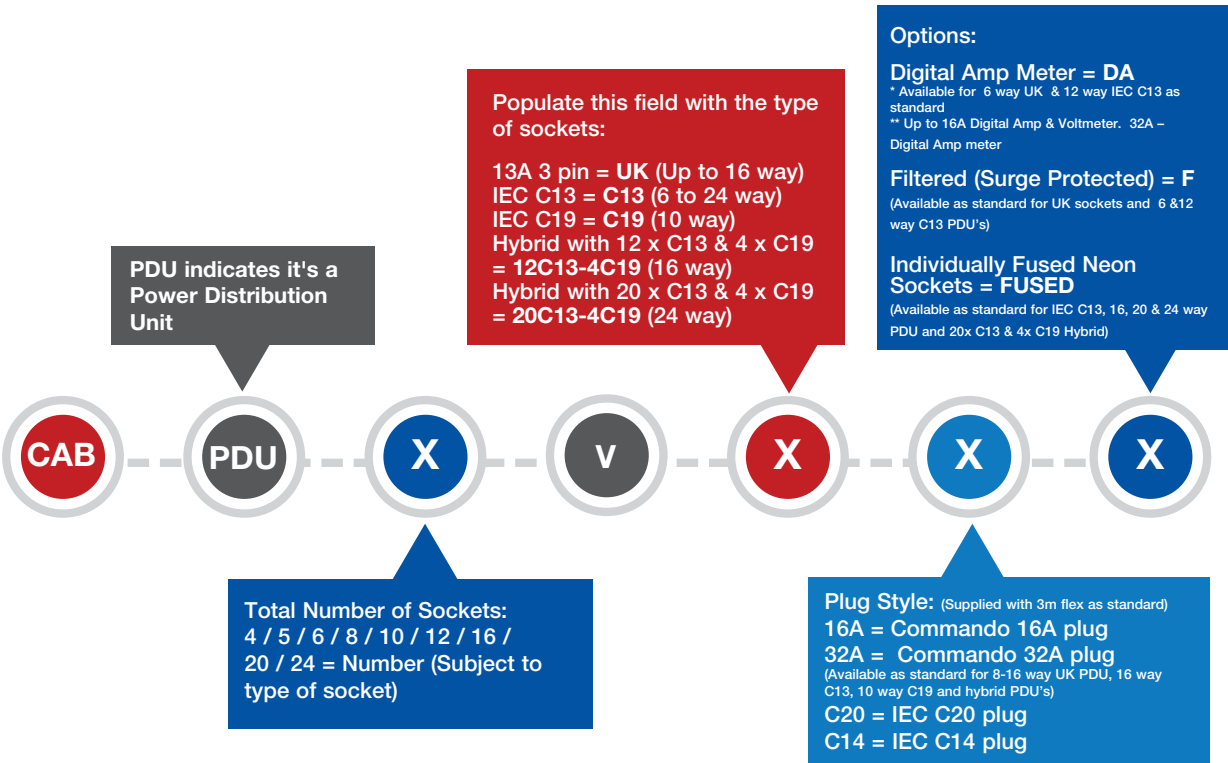 PDU indicates it's a
Power Distribution
Unit
Populate this field with the type
of sockets:
13A 3 pin = UK (Up to 16 way)
IEC C13 = C13 (6 to 24 way)
IEC C19 = C19 (10 way)
Hybrid with 12 x C13 & 4 x C19
= 12C13-4C19 (16 way)
Hybrid with 20 x C13 & 4 x C19
= 20C13-4C19 (24 way)
Options:
Digital Amp Meter = DA
* Available for 6 way UK & 12 way IEC C13 as
standard
** Up to 16A Digital Amp & Voltmeter. 32A –
Digital Amp meter
Filtered (Surge Protected) = F
(Available as standard for UK sockets and 6 &12
way C13 PDU's)
Individually Fused Neon
Sockets = FUSED
(Available as standard for IEC C13, 16, 20 & 24 way
PDU and 20x C13 & 4x C19 Hybrid)
CAB
PDU
X
v
X
X
X
Total Number of Sockets:
4 / 5 / 6 / 8 / 10 / 12 / 16 /
20 / 24 = Number (Subject to
type of socket)
Plug Style: (Supplied with 3m flex as standard)
16A = Commando 16A plug
32A = Commando 32A plug
(Available as standard for 8-16 way UK PDU, 16 way
C13, 10 way C19 and hybrid PDU's)
C20 = IEC C20 plug
C14 = IEC C14 plug